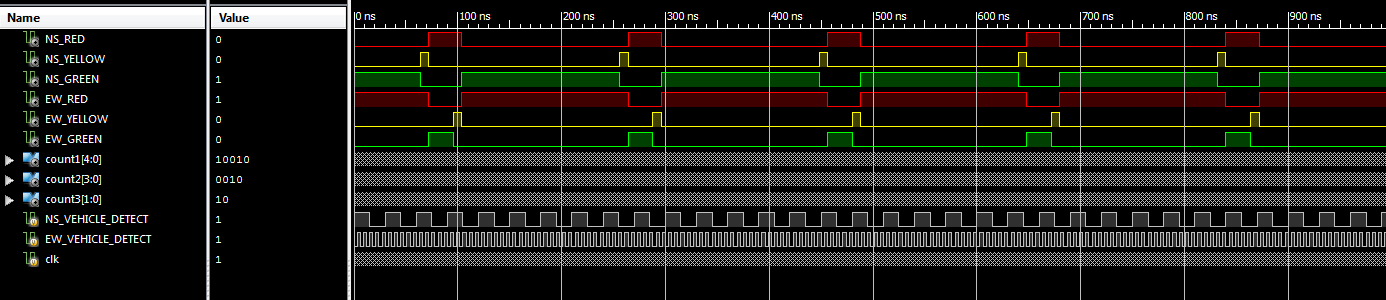 Name Value 0 ns 100 ns 200 ns 300 ns 400 ns 500 ns 600 ns 700 ns 800 ns 900 ns
NS_RED 0
NS_YELLOW 0
NS_GREEN 1
EW_RED 1
EW_YELLOW 0
EW_GREEN 0
count1[4:0] 10010
count2[3:0] 0010
count3[1:0] 10
NS_VEHICLE_DETECT 1
EW_VEHICLE_DETECT 1
clk 1